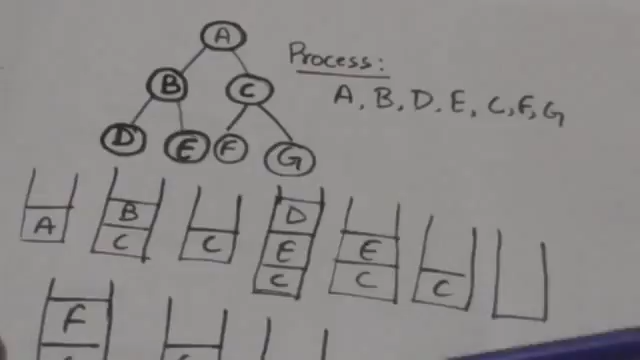 A
Process:
B C
A, B, D, E, C, F, G
D E F G
D
B E
A C C E C
C C
F